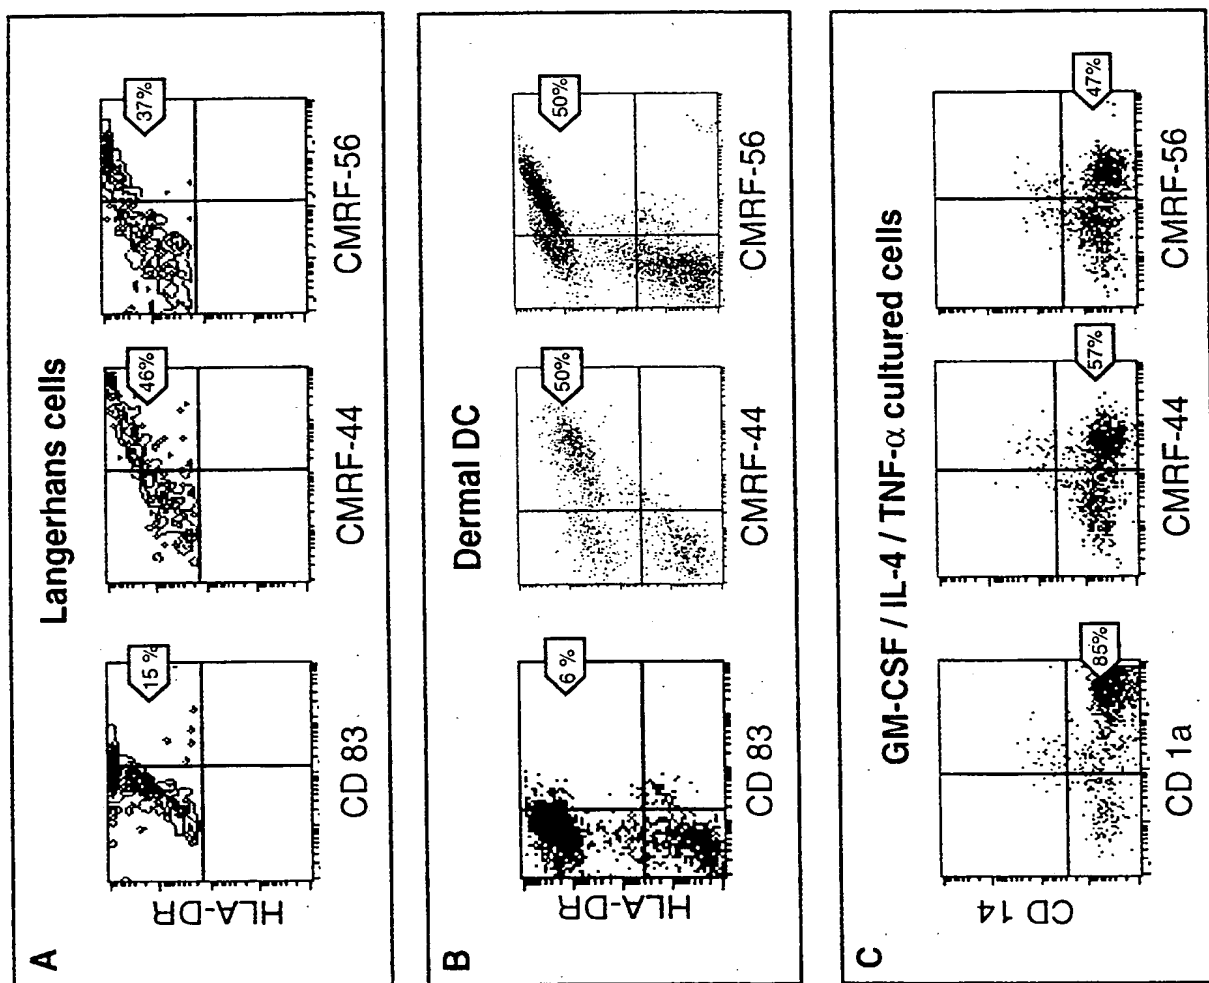 A
Langerhans cells
HLA-DR
15 %
46%
37%
CD 83
CMRF-44
CMRF-56
B
Dermal DC
HLA-DR
6 %
50%
50%
CD 83
CMRF-44
CMRF-56
C
GM-CSF / IL-4 / TNF-α cultured cells
CD 14
85%
57%
47%
CD 1a
CMRF-44
CMRF-56